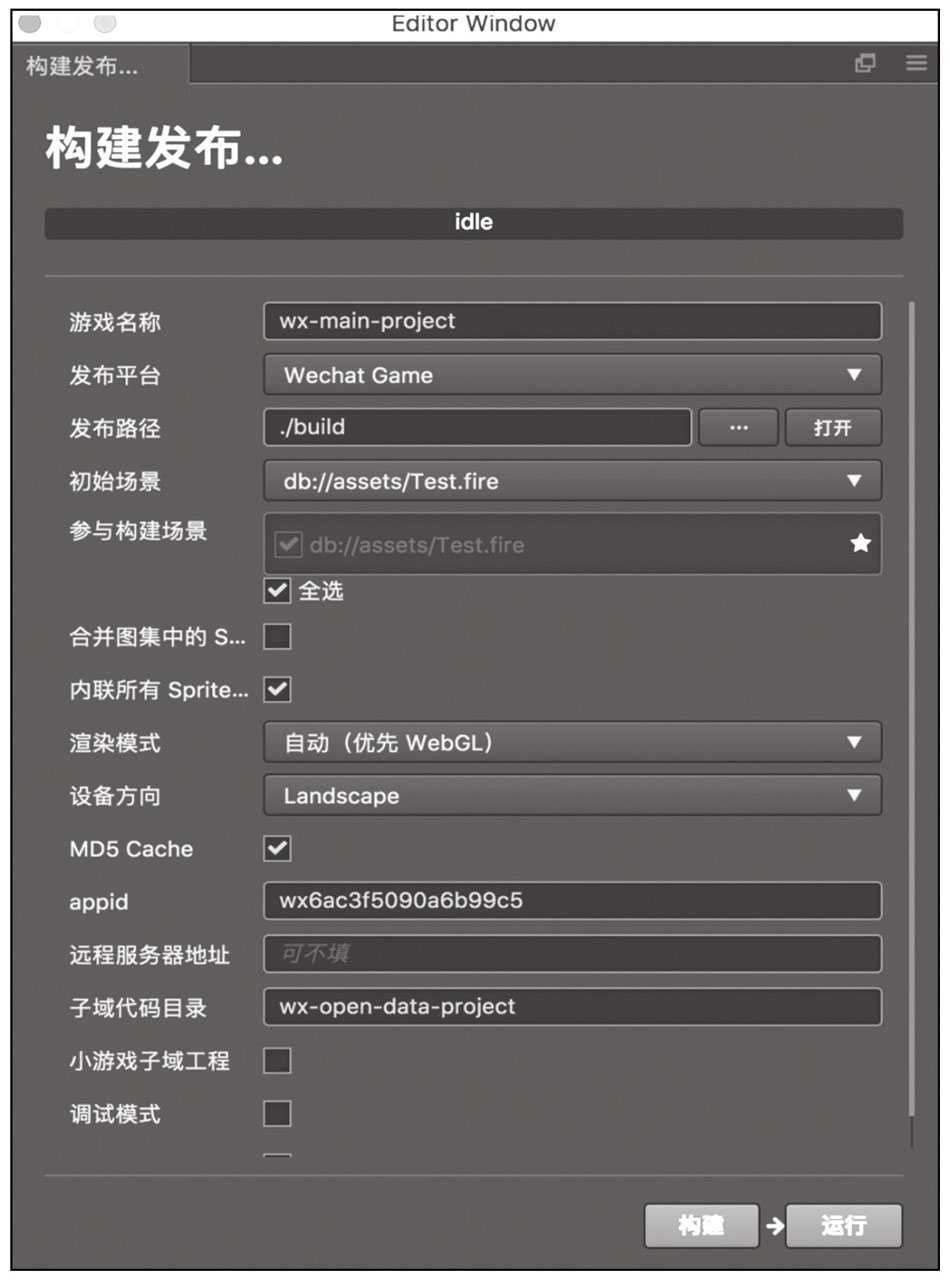 Editor Window
构建发布...
构建发布...
idle
游戏名称 wx-main-project
发布平台 Wechat Game
发布路径 ./build ... 打开
初始场景 db://assets/Test.fire
参与构建场景 db://assets/Test.fire
全选
合并图集中的 S...
内联所有 Sprite...
渲染模式 自动（优先 WebGL）
设备方向 Landscape
MD5 Cache
appid wx6ac3f5090a6b99c5
远程服务器地址 可不填
子域代码目录 wx-open-data-project
小游戏子域工程
调试模式
构建 运行